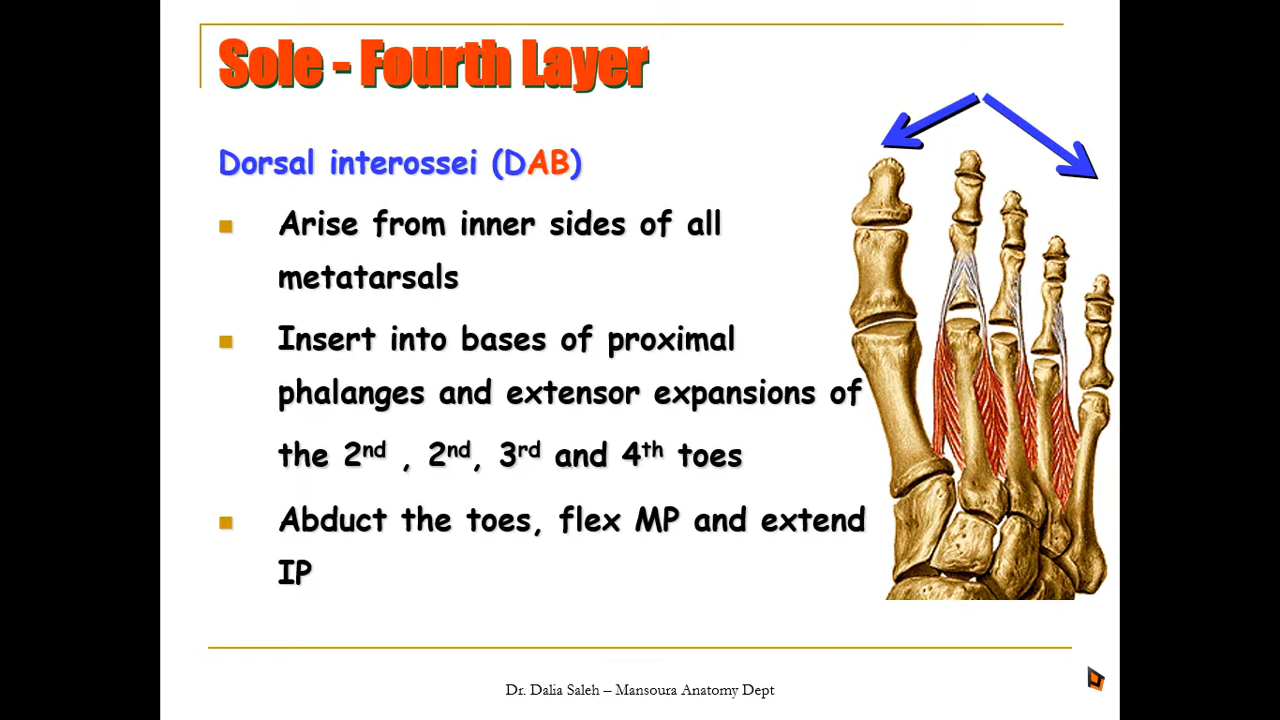 Sole - Fourth Layer
Dorsal interossei (DAB)
Arise from inner sides of all
metatarsals
Insert into bases of proximal
phalanges and extensor expansions of
the 2nd , 2nd, 3rd and 4th toes
Abduct the toes, flex MP and extend
IP
Dr. Dalia Saleh – Mansoura Anatomy Dept